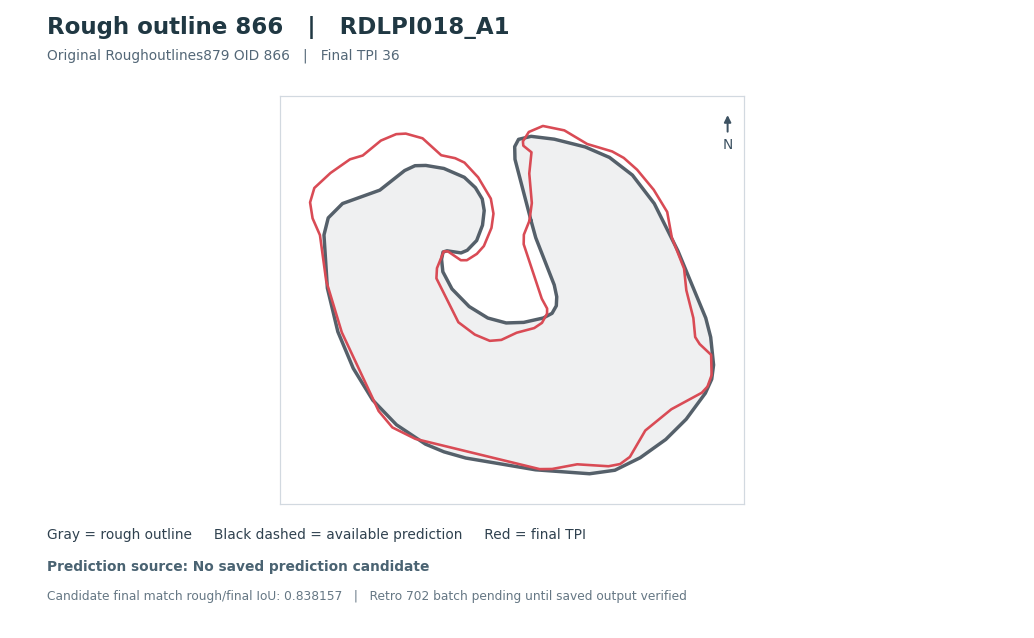 Rough outline 866   |   RDLPI018_A1
Original Roughoutlines879 OID 866   |   Final TPI 36
N
Gray = rough outline     Black dashed = available prediction     Red = final TPI
Prediction source: No saved prediction candidate
Candidate final match rough/final IoU: 0.838157   |   Retro 702 batch pending until saved output verified